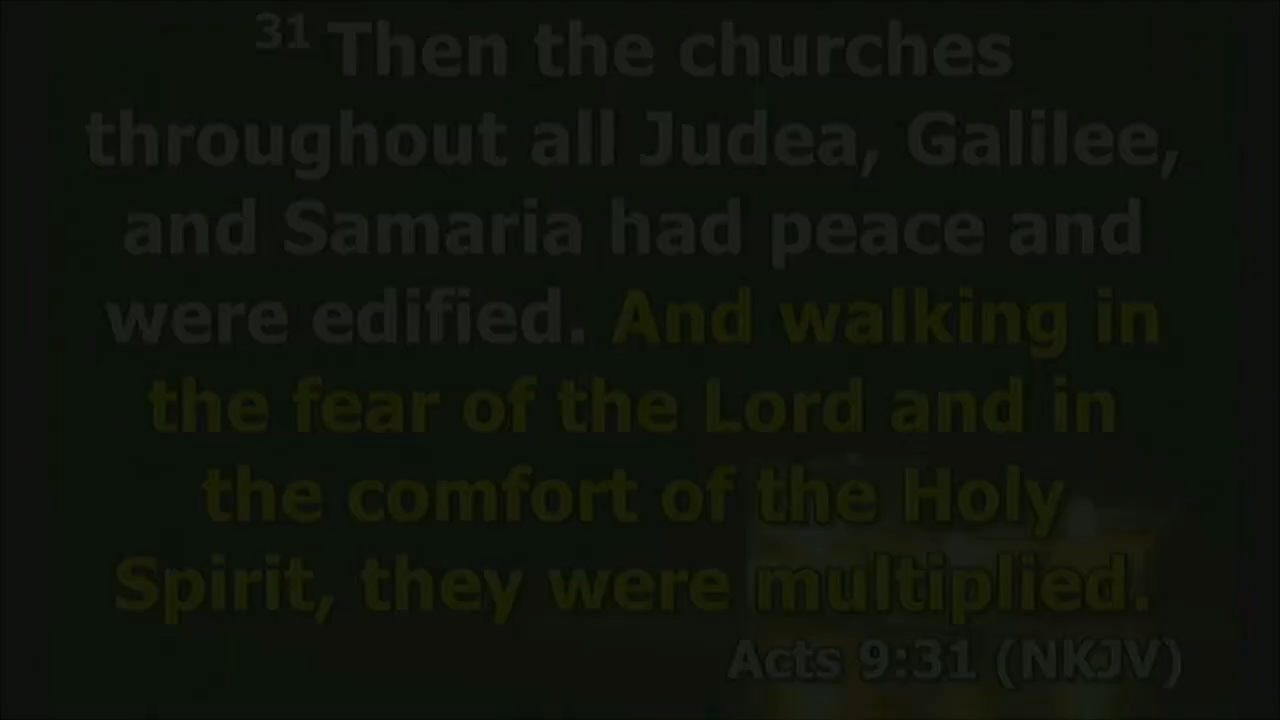 31 Then the churches
throughout all Judea, Galilee,
and Samaria had peace and
were edified. And walking in
the fear of the Lord and in
the comfort of the Holy
Spirit, they were multiplied.
Acts 9:31 (NKJV)